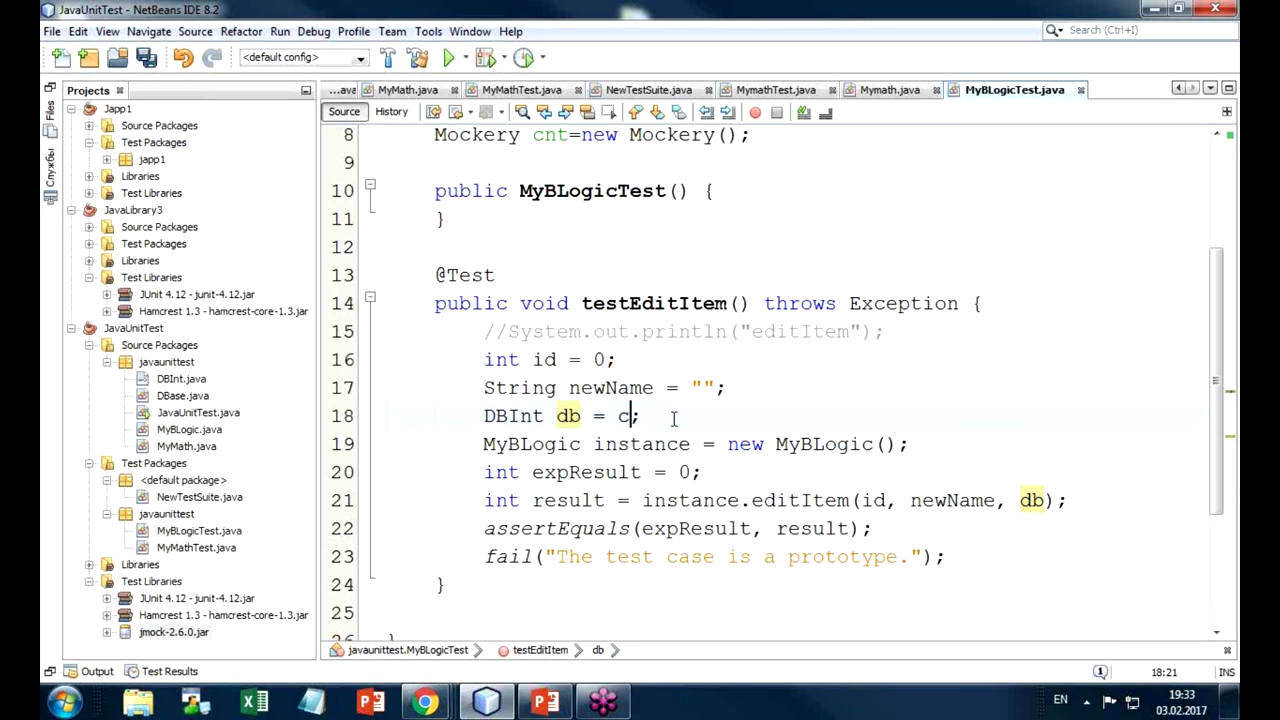 JavaUnitTest - NetBeans IDE 8.2
File Edit View Navigate Source Refactor Run Debug Profile Team Tools Window Help
Search (Ctrl+I)
<default config>
Projects
...ava MyMath.java MyMathTest.java NewTestSuite.java MymathTest.java Mymath.java MyBLogicTest.java
Source History
Files
Службы
Japp1
Source Packages
Test Packages
japp1
Libraries
Test Libraries
JavaLibrary3
Source Packages
Test Packages
Libraries
Test Libraries
JUnit 4.12 - junit-4.12.jar
Hamcrest 1.3 - hamcrest-core-1.3.jar
JavaUnitTest
Source Packages
javaunittest
DBInt.java
DBase.java
JavaUnitTest.java
MyBLogic.java
MyMath.java
Test Packages
<default package>
NewTestSuite.java
javaunittest
MyBLogicTest.java
MyMathTest.java
Libraries
Test Libraries
JUnit 4.12 - junit-4.12.jar
Hamcrest 1.3 - hamcrest-core-1.3.jar
jmock-2.6.0.jar
8 Mockery cnt=new Mockery();
9
10 public MyBLogicTest() {
11 }
12
13 @Test
14 public void testEditItem() throws Exception {
15 //System.out.println("editItem");
16 int id = 0;
17 String newName = "";
18 DBInt db = c;
19 MyBLogic instance = new MyBLogic();
20 int expResult = 0;
21 int result = instance.editItem(id, newName, db);
22 assertEquals(expResult, result);
23 fail("The test case is a prototype.");
24 }
25
26 }
javaunittest.MyBLogicTest testEditItem db
Output Test Results
1 18:21 INS
EN 19:33
03.02.2017